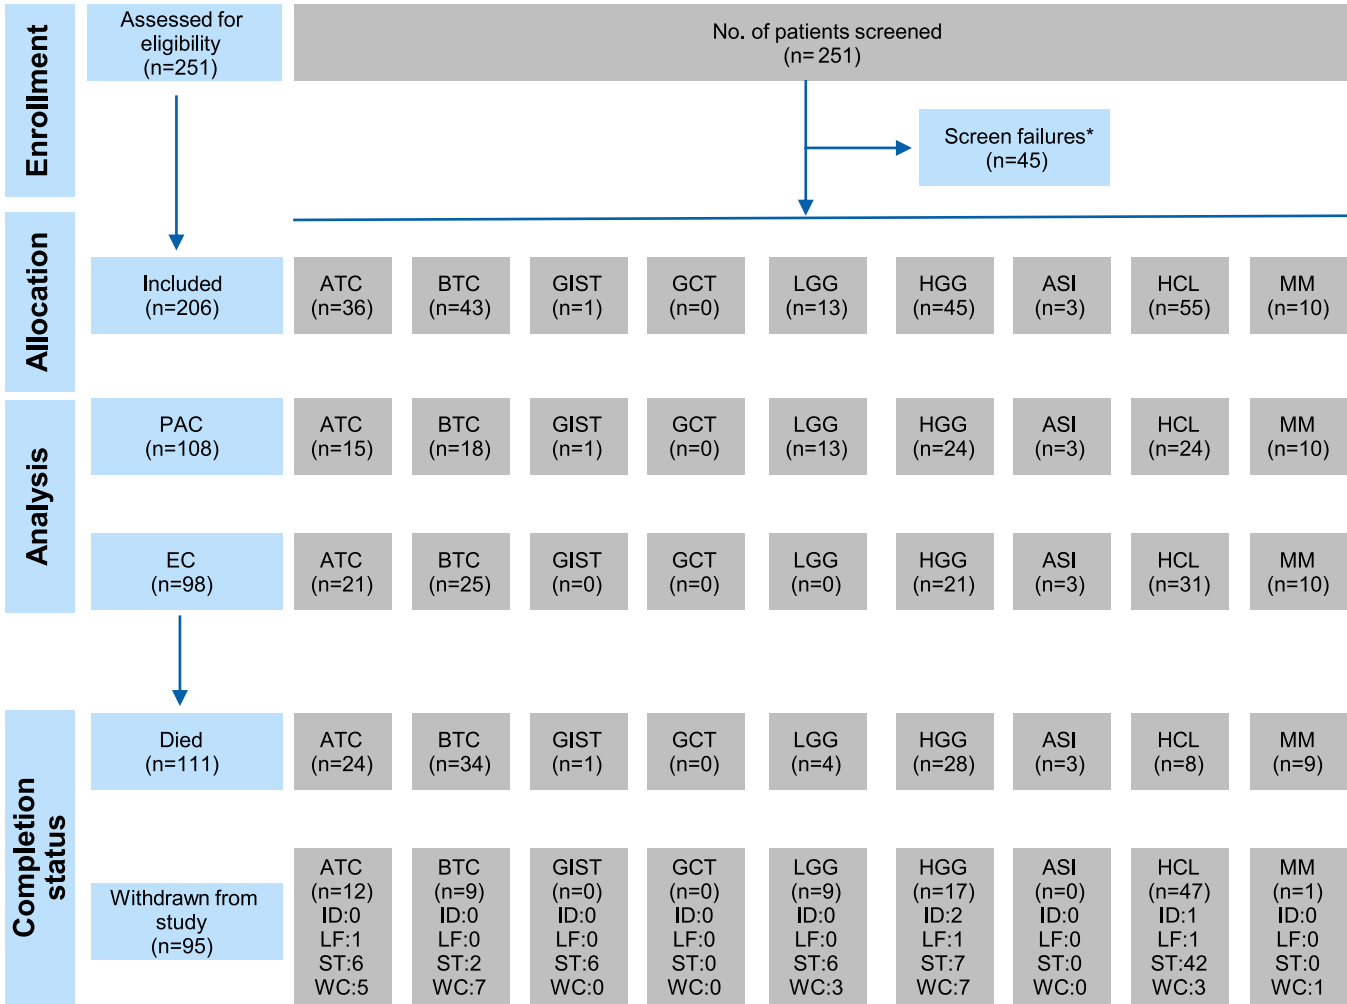 Enrollment
Assessed for
eligibility
(n=251)
No. of patients screened
(n= 251)
Screen failures*
(n=45)
Allocation
Included
(n=206)
ATC
(n=36)
BTC
(n=43)
GIST
(n=1)
GCT
(n=0)
LGG
(n=13)
HGG
(n=45)
ASI
(n=3)
HCL
(n=55)
MM
(n=10)
Analysis
PAC
(n=108)
ATC
(n=15)
BTC
(n=18)
GIST
(n=1)
GCT
(n=0)
LGG
(n=13)
HGG
(n=24)
ASI
(n=3)
HCL
(n=24)
MM
(n=10)
EC
(n=98)
ATC
(n=21)
BTC
(n=25)
GIST
(n=0)
GCT
(n=0)
LGG
(n=0)
HGG
(n=21)
ASI
(n=3)
HCL
(n=31)
MM
(n=10)
Completion
status
Died
(n=111)
ATC
(n=24)
BTC
(n=34)
GIST
(n=1)
GCT
(n=0)
LGG
(n=4)
HGG
(n=28)
ASI
(n=3)
HCL
(n=8)
MM
(n=9)
Withdrawn from
study
(n=95)
ATC
(n=12)
ID:0
LF:1
ST:6
WC:5
BTC
(n=9)
ID:0
LF:0
ST:2
WC:7
GIST
(n=0)
ID:0
LF:0
ST:6
WC:0
GCT
(n=0)
ID:0
LF:0
ST:0
WC:0
LGG
(n=9)
ID:0
LF:0
ST:6
WC:3
HGG
(n=17)
ID:2
LF:1
ST:7
WC:7
ASI
(n=0)
ID:0
LF:0
ST:0
WC:0
HCL
(n=47)
ID:1
LF:1
ST:42
WC:3
MM
(n=1)
ID:0
LF:0
ST:0
WC:1